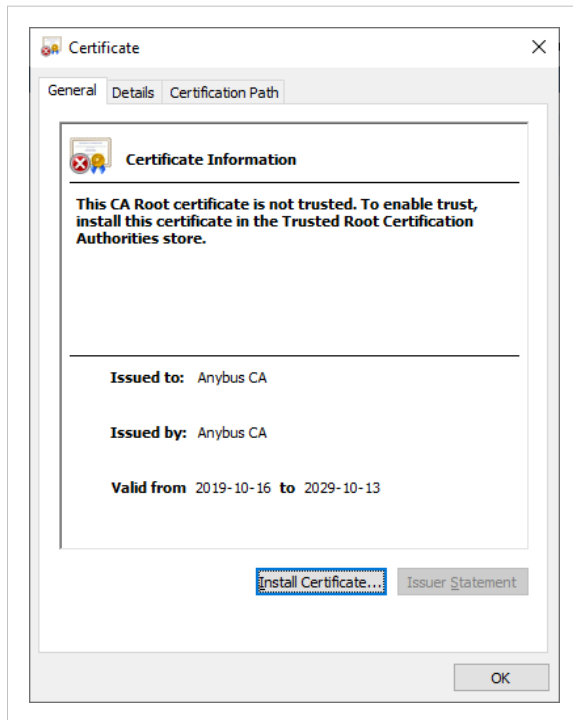 Certificate
General Details Certification Path
Certificate Information
This CA Root certificate is not trusted. To enable trust,
install this certificate in the Trusted Root Certification
Authorities store.
Issued to: Anybus CA
Issued by: Anybus CA
Valid from 2019-10-16 to 2029-10-13
Install Certificate... Issuer Statement
OK